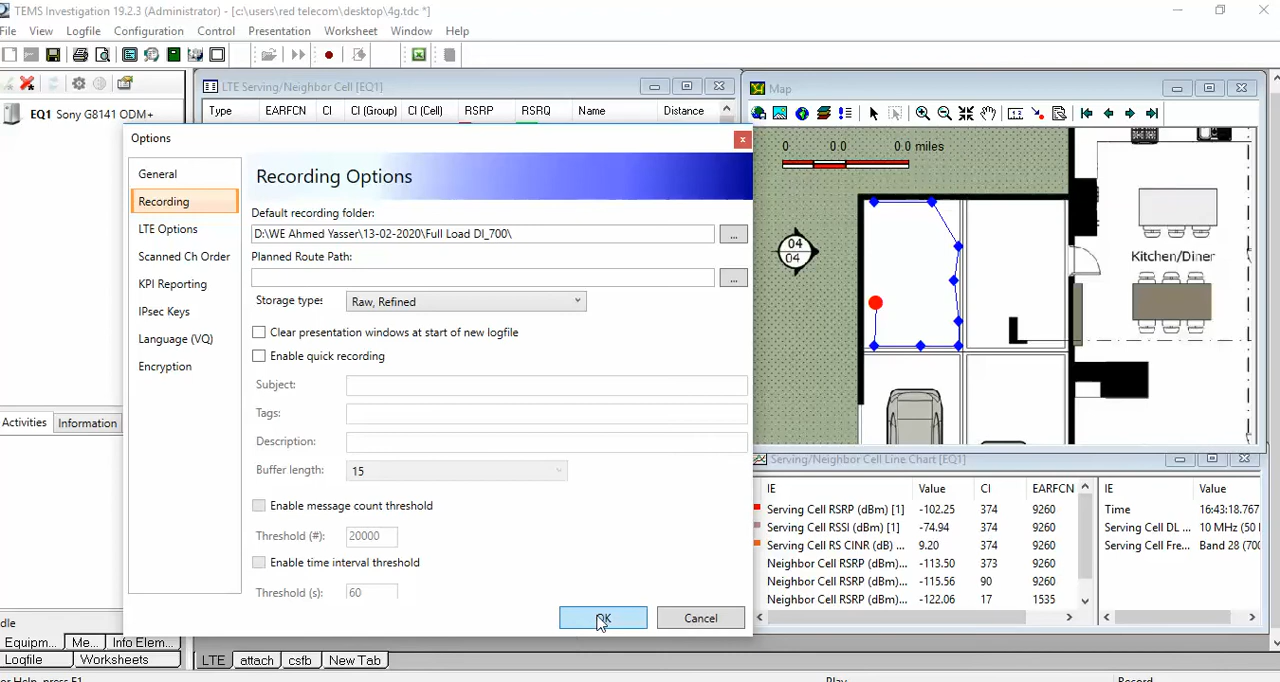 TEMS Investigation 19.2.3 (Administrator) - [c:\users\red telecom\desktop\4g.tdc *]
File View Logfile Configuration Control Presentation Worksheet Window Help
EQ1 Sony G8141 ODM+
LTE Serving/Neighbor Cell [EQ1]
Type EARFCN CI CI (Group) CI (Cell) RSRP RSRQ Name Distance
Options
General
Recording
LTE Options
Scanned Ch Order
KPI Reporting
IPsec Keys
Language (VQ)
Encryption
Recording Options
Default recording folder:
D:\WE Ahmed Yasser\13-02-2020\Full Load DI_700\
...
Planned Route Path:
...
Storage type: Raw, Refined
Clear presentation windows at start of new logfile
Enable quick recording
Subject:
Tags:
Description:
Buffer length: 15
Enable message count threshold
Threshold (#): 20000
Enable time interval threshold
Threshold (s): 60
OK Cancel
Map
0 0.0 0.0 miles
04
04
Kitchen/Diner
Serving/Neighbor Cell Line Chart [EQ1]
IE Value CI EARFCN
Serving Cell RSRP (dBm) [1] -102.25 374 9260
Serving Cell RSSI (dBm) [1] -74.94 374 9260
Serving Cell RS CINR (dB) ... 9.20 374 9260
Neighbor Cell RSRP (dBm)... -113.50 373 9260
Neighbor Cell RSRP (dBm)... -115.56 90 9260
Neighbor Cell RSRP (dBm)... -122.06 17 1535
IE Value
Time 16:43:18.767
Serving Cell DL ... 10 MHz (50
Serving Cell Fre... Band 28 (700
Activities Information
dle
Equipm... Me... Info Elem...
Logfile Worksheets
LTE attach csfb New Tab
or Help, press F1
Play
Record